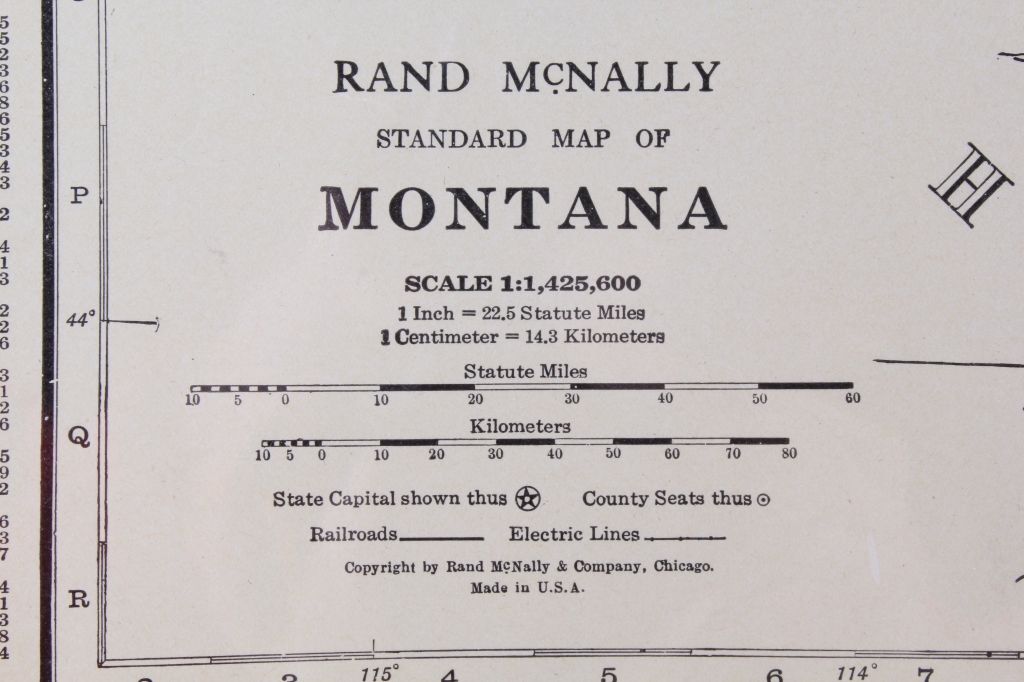 RAND McNALLY
STANDARD MAP OF
MONTANA
SCALE 1:1,425,600
1 Inch = 22.5 Statute Miles
1 Centimeter = 14.3 Kilometers
Statute Miles
10 5 0 10 20 30 40 50 60
Kilometers
10 5 0 10 20 30 40 50 60 70 80
State Capital shown thus County Seats thus
Railroads Electric Lines
Copyright by Rand McNally & Company, Chicago.
Made in U.S.A.
P
44°
Q
R
H
115° 4 5 6 114° 7